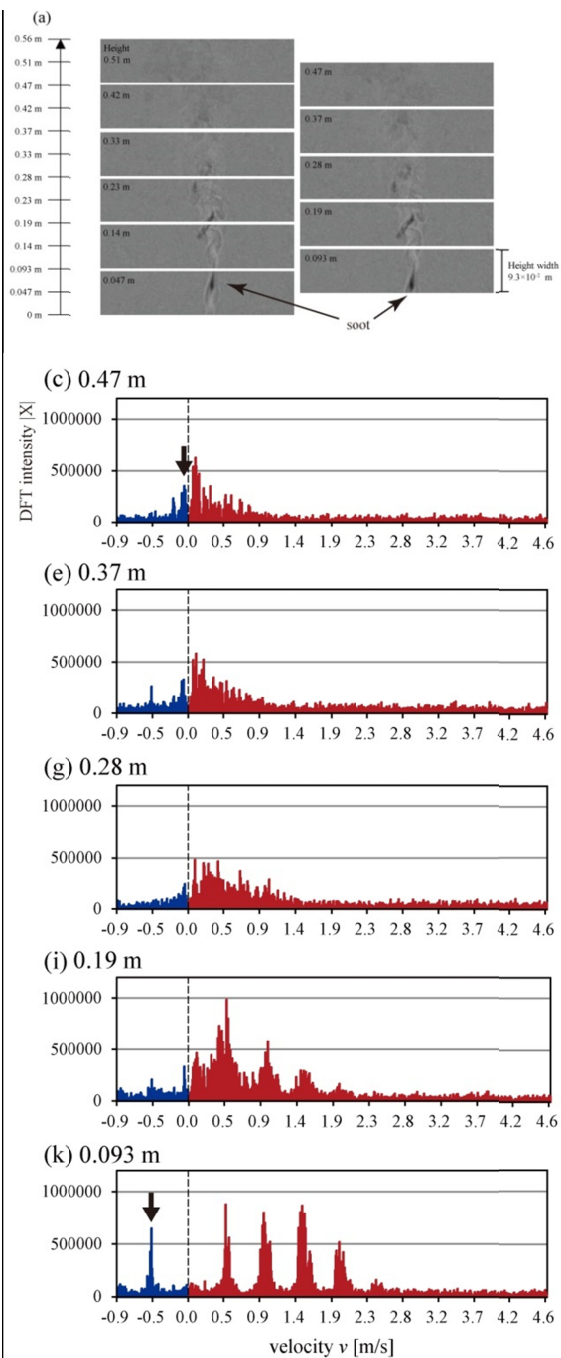 (a)
0.56 m
0.51 m
0.47 m
0.42 m
0.37 m
0.33 m
0.28 m
0.23 m
0.19 m
0.14 m
0.093 m
0.047 m
0 m
Height
0.51 m
0.42 m
0.33 m
0.23 m
0.14 m
0.047 m
0.47 m
0.37 m
0.28 m
0.19 m
0.093 m
Height width
9.3×10⁻² m
soot
(c) 0.47 m
DFT intensity |X|
1000000
500000
0
-0.9 -0.5 0.0 0.5 0.9 1.4 1.9 2.3 2.8 3.2 3.7 4.2 4.6
(e) 0.37 m
1000000
500000
0
-0.9 -0.5 0.0 0.5 0.9 1.4 1.9 2.3 2.8 3.2 3.7 4.2 4.6
(g) 0.28 m
1000000
500000
0
-0.9 -0.5 0.0 0.5 0.9 1.4 1.9 2.3 2.8 3.2 3.7 4.2 4.6
(i) 0.19 m
1000000
500000
0
-0.9 -0.5 0.0 0.5 0.9 1.4 1.9 2.3 2.8 3.2 3.7 4.2 4.6
(k) 0.093 m
1000000
500000
0
-0.9 -0.5 0.0 0.5 0.9 1.4 1.9 2.3 2.8 3.2 3.7 4.2 4.6
velocity v [m/s]